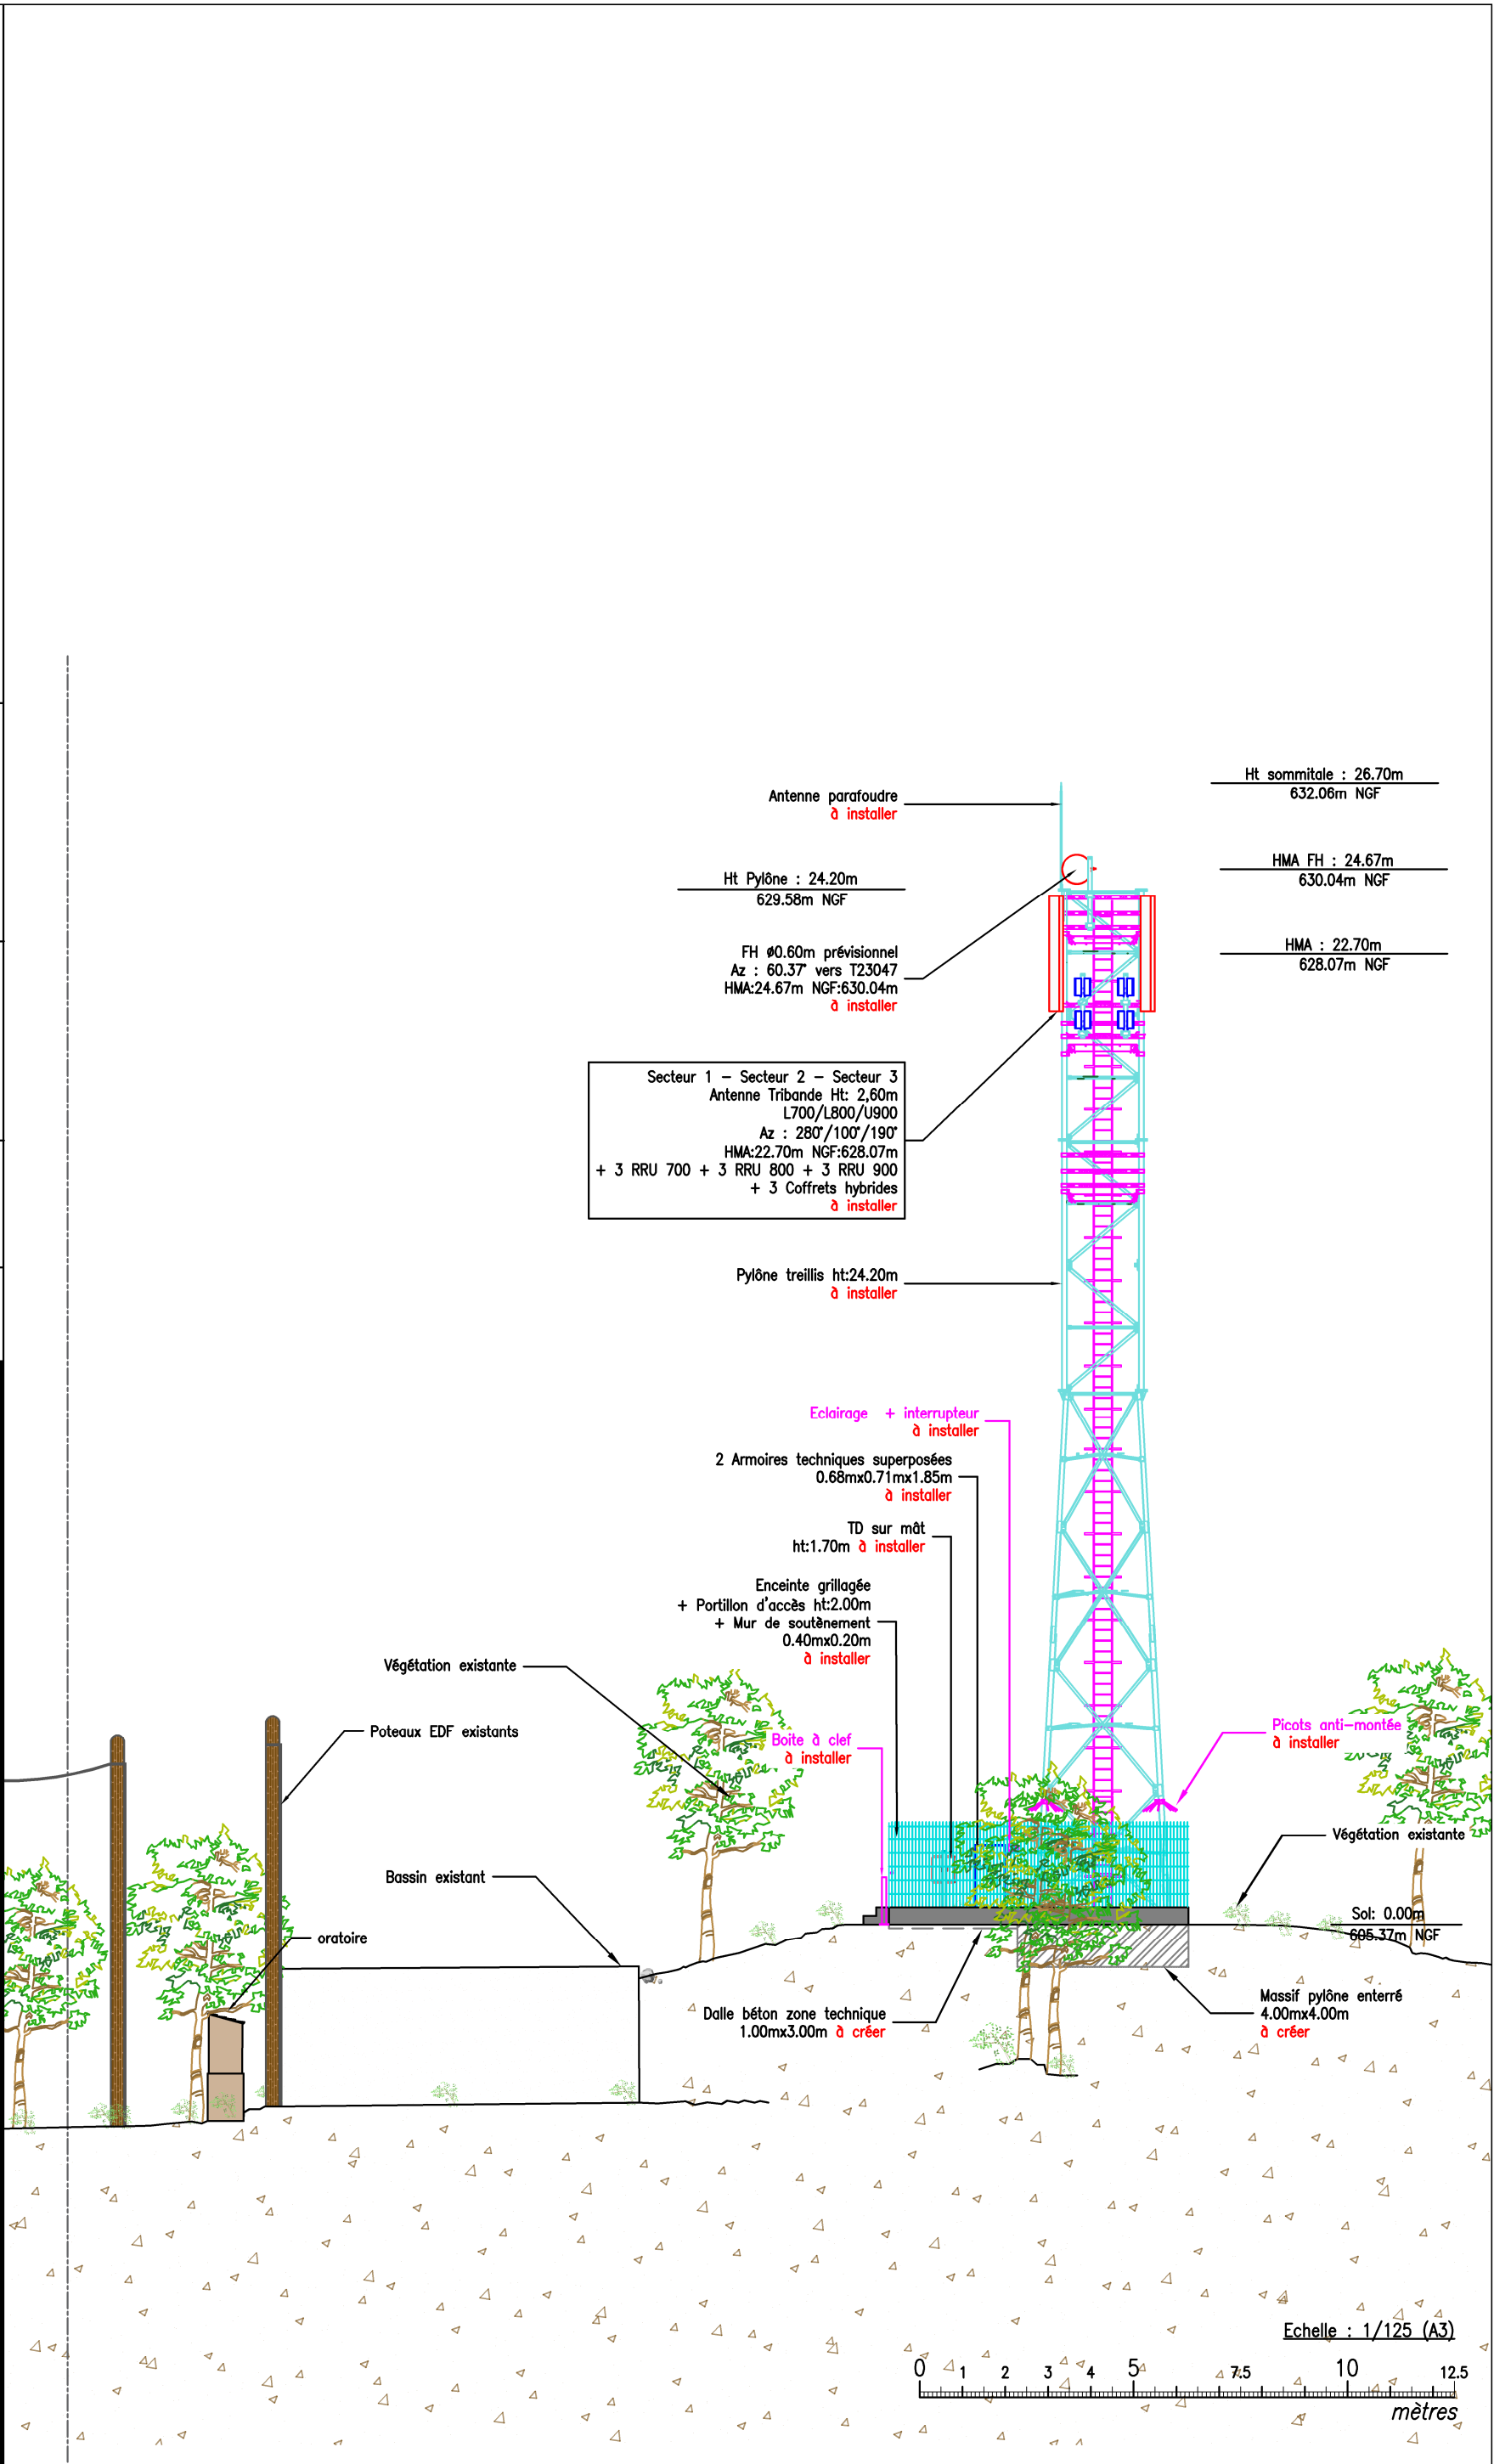 Ht sommitale : 26.70m
632.06m NGF
Antenne parafoudre
à installer
HMA FH : 24.67m
630.04m NGF
Ht Pylône : 24.20m
629.58m NGF
HMA : 22.70m
628.07m NGF
FH ø0.60m prévisionnel
Az : 60.37° vers T23047
HMA:24.67m NGF:630.04m
à installer
Secteur 1 – Secteur 2 – Secteur 3
Antenne Tribande Ht: 2,60m
L700/L800/U900
Az : 280°/100°/190°
HMA:22.70m NGF:628.07m
+ 3 RRU 700 + 3 RRU 800 + 3 RRU 900
+ 3 Coffrets hybrides
à installer
Pylône treillis ht:24.20m
à installer
Eclairage + interrupteur
à installer
2 Armoires techniques superposées
0.68mx0.71mx1.85m
à installer
TD sur mât
ht:1.70m à installer
Enceinte grillagée
+ Portillon d'accès ht:2.00m
+ Mur de soutènement
0.40mx0.20m
à installer
Végétation existante
Poteaux EDF existants
Boite à clef
à installer
Picots anti-montée
à installer
Végétation existante
Bassin existant
Sol: 0.00m
605.37m NGF
oratoire
Massif pylône enterré
4.00mx4.00m
à créer
Dalle béton zone technique
1.00mx3.00m à créer
Echelle : 1/125 (A3)
0 1 2 3 4 5 7.5 10 12.5
mètres